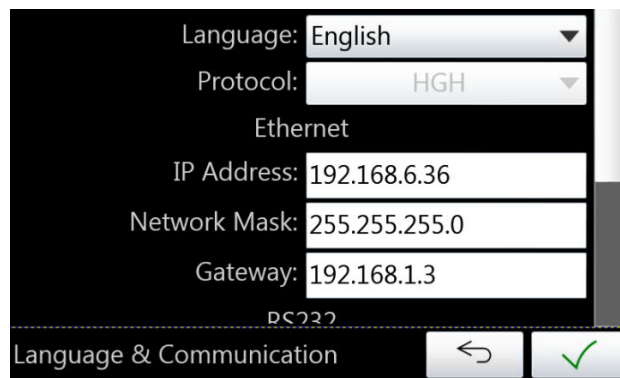 Language: English
Protocol: HGH
Ethernet
IP Address: 192.168.6.36
Network Mask: 255.255.255.0
Gateway: 192.168.1.3
RS232
Language & Communication